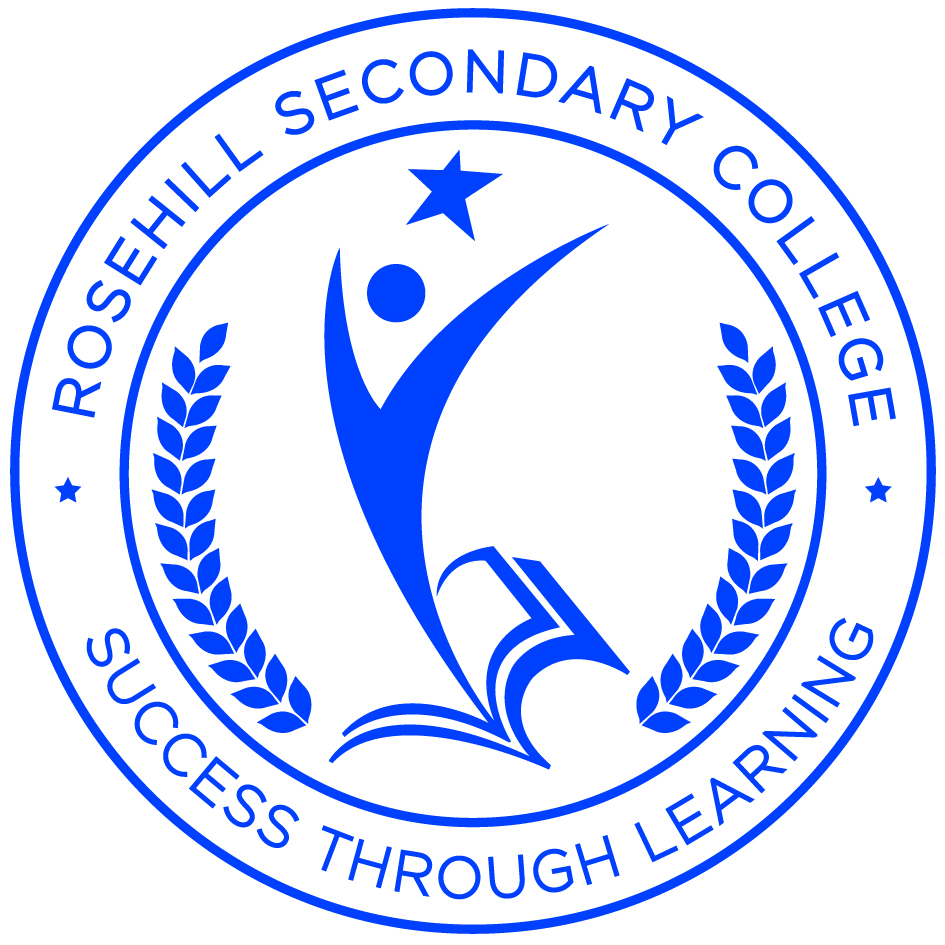 ROSEHILL SECONDARY COLLEGE
SUCCESS THROUGH LEARNING